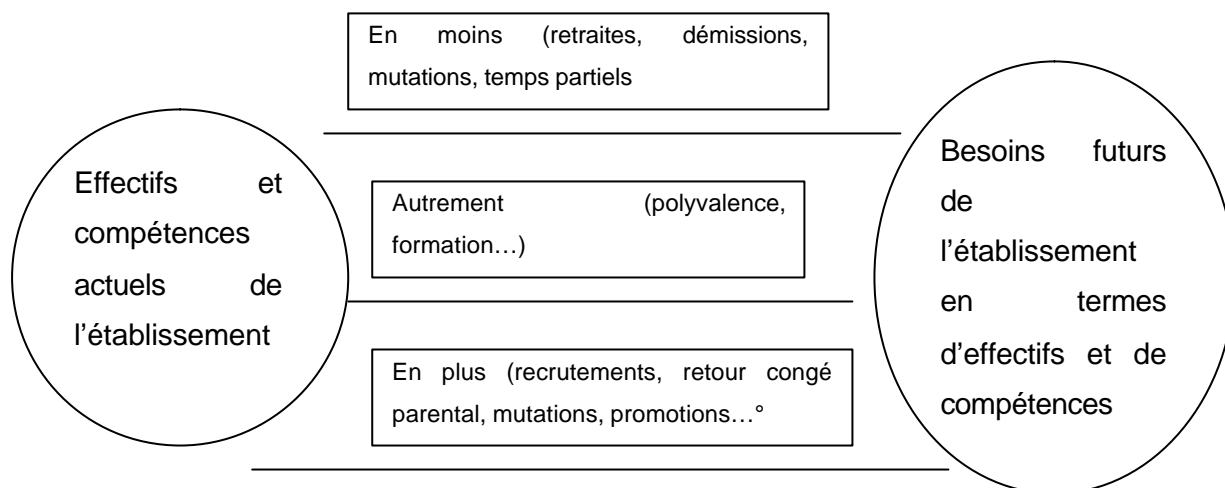 En moins (retraites, démissions,
mutations, temps partiels
Effectifs et
compétences
actuels de
l’établissement
Autrement (polyvalence,
formation…)
En plus (recrutements, retour congé
parental, mutations, promotions…°
Besoins futurs
de
l’établissement
en termes
d’effectifs et de
compétences